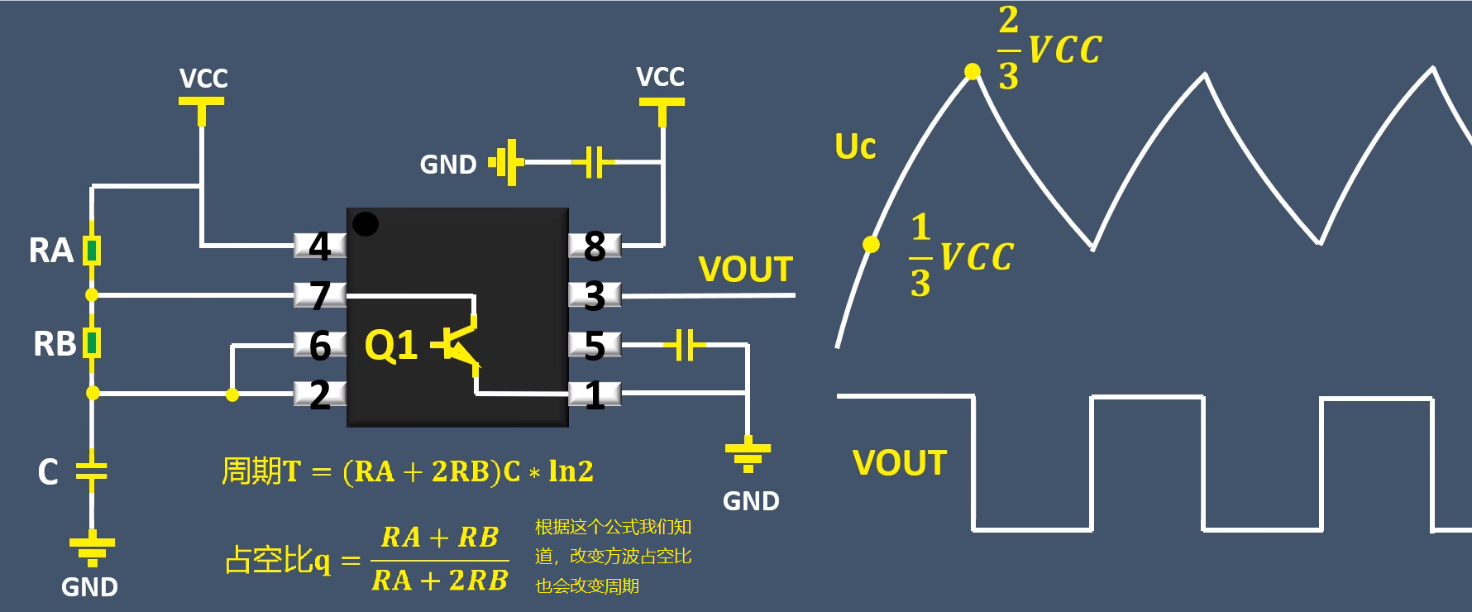 VCC
VCC
GND
RA
RB
C
GND
4
7
6
2
8
3
5
1
Q1
VOUT
GND
周期T = (RA + 2RB)C * ln2
占空比q = \frac{RA + RB}{RA + 2RB}
根据这个公式我们知
道，改变方波占空比
也会改变周期
Uc
\frac{2}{3}VCC
\frac{1}{3}VCC
VOUT